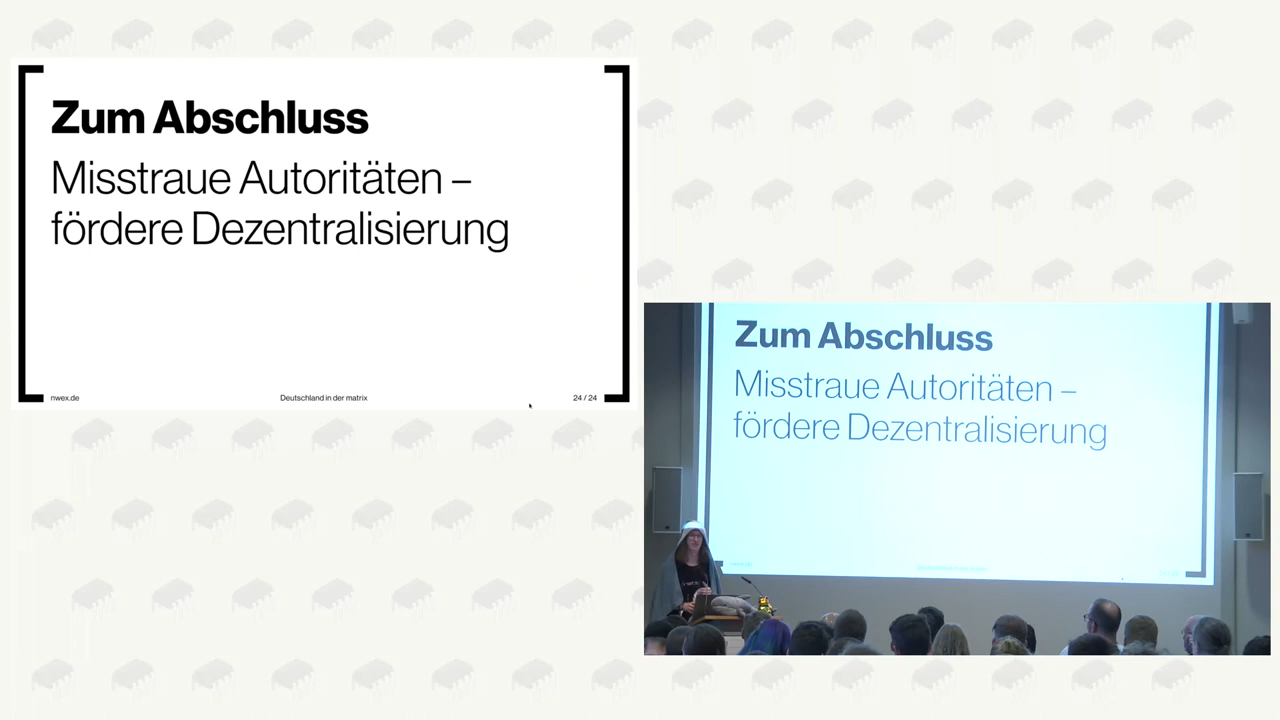 Zum Abschluss
Misstraue Autoritäten –
fördere Dezentralisierung
nwex.de
Deutschland in der matrix
24 / 24
Zum Abschluss
Misstraue Autoritäten –
fördere Dezentralisierung